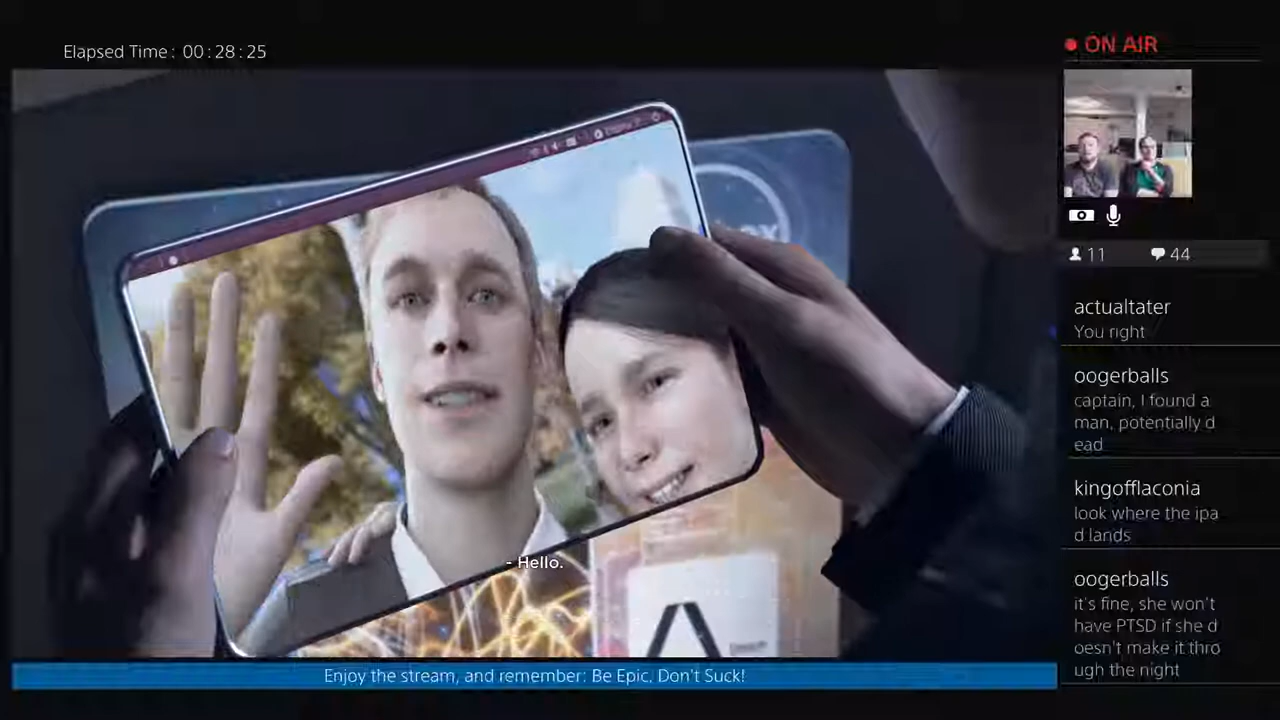 Elapsed Time: 00:28:25
ON AIR
11
44
actualtater
You right
oogerballs
captain, I found a
man, potentially d
ead
kingofflaconia
look where the ipa
d lands
oogerballs
it's fine, she won't
have PTSD if she d
oesn't make it thro
ugh the night
- Hello.
Enjoy the stream, and remember: Be Epic. Don't Suck!